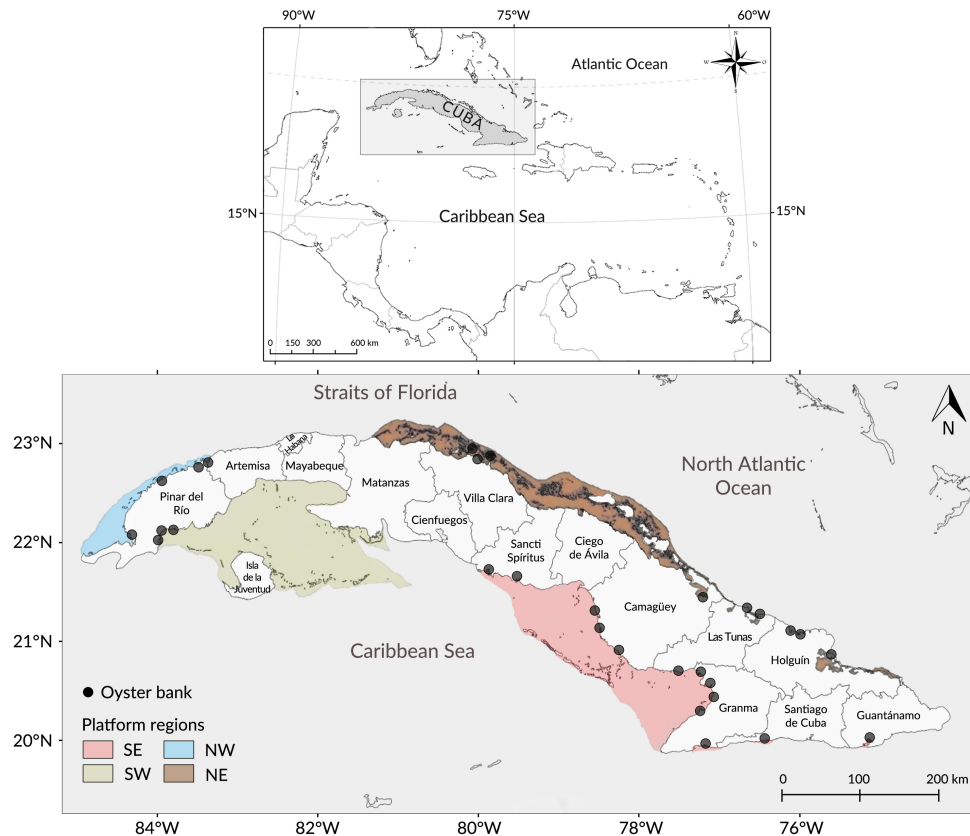 90°W 75°W 60°W
Atlantic Ocean
N
W O
S
CUBA
15°N 15°N
Caribbean Sea
0 150 300 600 km
Straits of Florida
N
23°N
22°N
21°N
20°N
North Atlantic
Ocean
La
Habana
Artemisa
Mayabeque
Matanzas
Pinar del
Río
Villa Clara
Cienfuegos
Sancti
Spíritus
Ciego
de Ávila
Isla
de la
Juventud
Camagüey
Las Tunas
Holguín
Caribbean Sea
Granma
Santiago
de Cuba
Guantánamo
Oyster bank
Platform regions
SE NW
SW NE
0 100 200 km
84°W 82°W 80°W 78°W 76°W